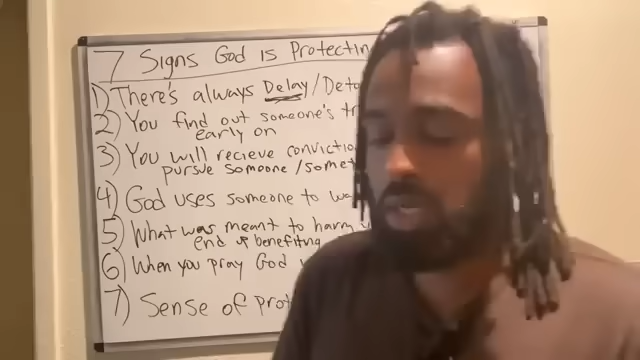 7 Signs God is Protectin
1) There's always Delay/Deto
2) You find out someone's tr
early on
3) You will recieve convictio
pursue someone/somet
4) God uses someone to wa
5) What was meant to harm y
end up benefitng
6) When you pray God
7) Sense of prot